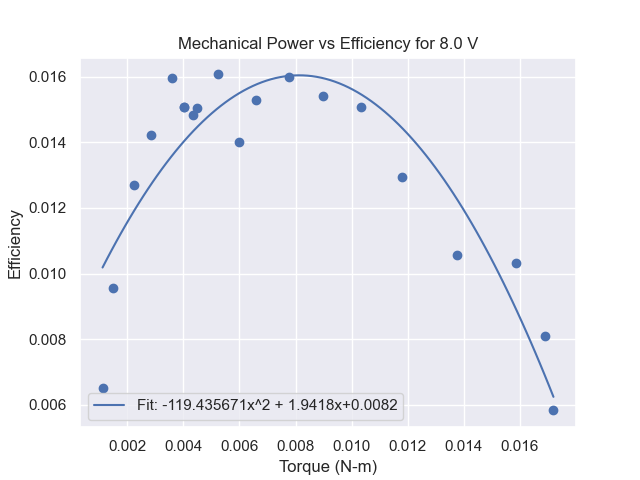 Mechanical Power vs Efficiency for 8.0 V
0.016
0.014
0.012
0.010
0.008
0.006
Efficiency
Fit: -119.435671x^2 + 1.9418x+0.0082
0.002 0.004 0.006 0.008 0.010 0.012 0.014 0.016
Torque (N-m)